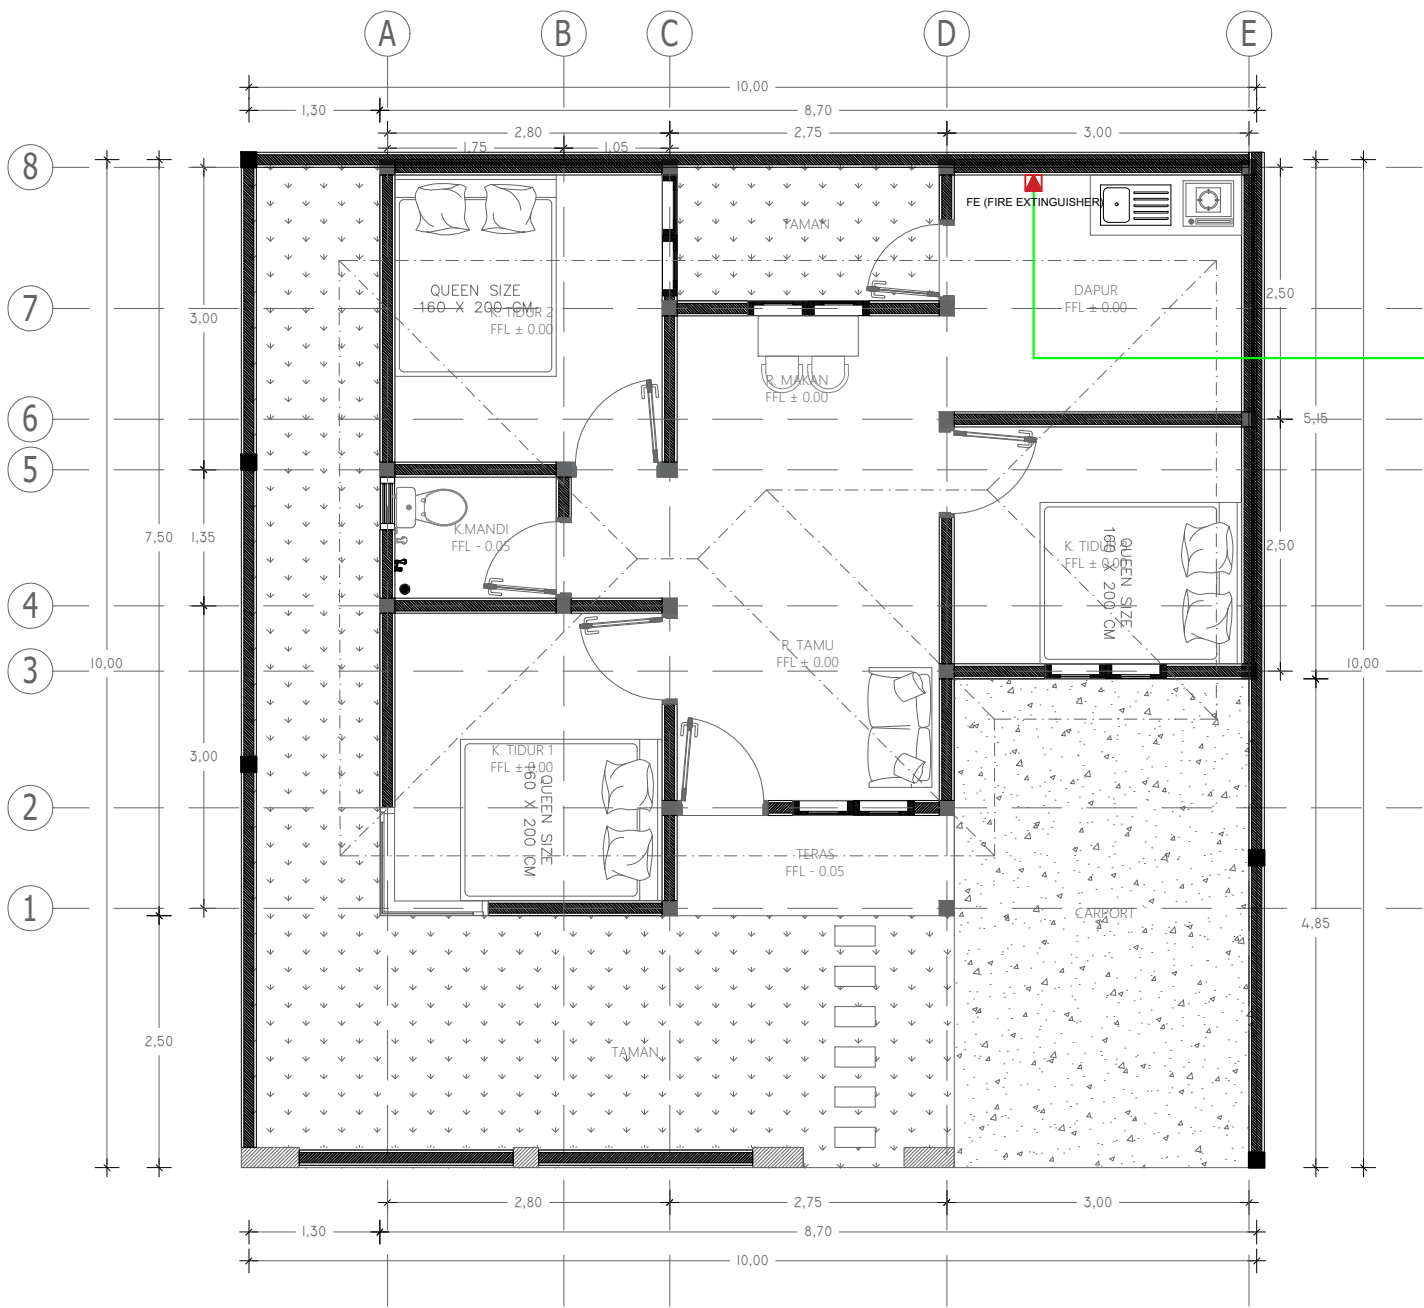 A
B
C
D
E
10,00
1,30
8,70
2,80
2,75
3,00
1,75
1,05
8
7
6
5
4
3
2
1
FE (FIRE EXTINGUISHER)
TAMAN
QUEEN SIZE
160 X 200 CM
K. TIDUR 2
FFL ± 0.00
DAPUR
FFL ± 0.00
2,50
3,00
R. MAKAN
FFL ± 0.00
5,15
K.MANDI
FFL - 0.05
7,50
1,35
K. TIDUR
FFL ± 0.00
QUEEN SIZE
160 X 200 CM
2,50
R. TAMU
FFL ± 0.00
10,00
10,00
K. TIDUR 1
FFL ± 0.00
QUEEN SIZE
160 X 200 CM
3,00
TERAS
FFL - 0.05
CARPORT
4,85
2,50
TAMAN
2,80
2,75
3,00
1,30
8,70
10,00